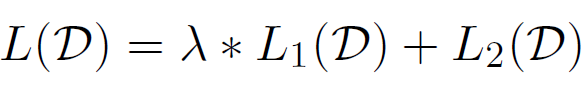 L(𝒟) = λ ∗ L₁(𝒟) + L₂(𝒟)